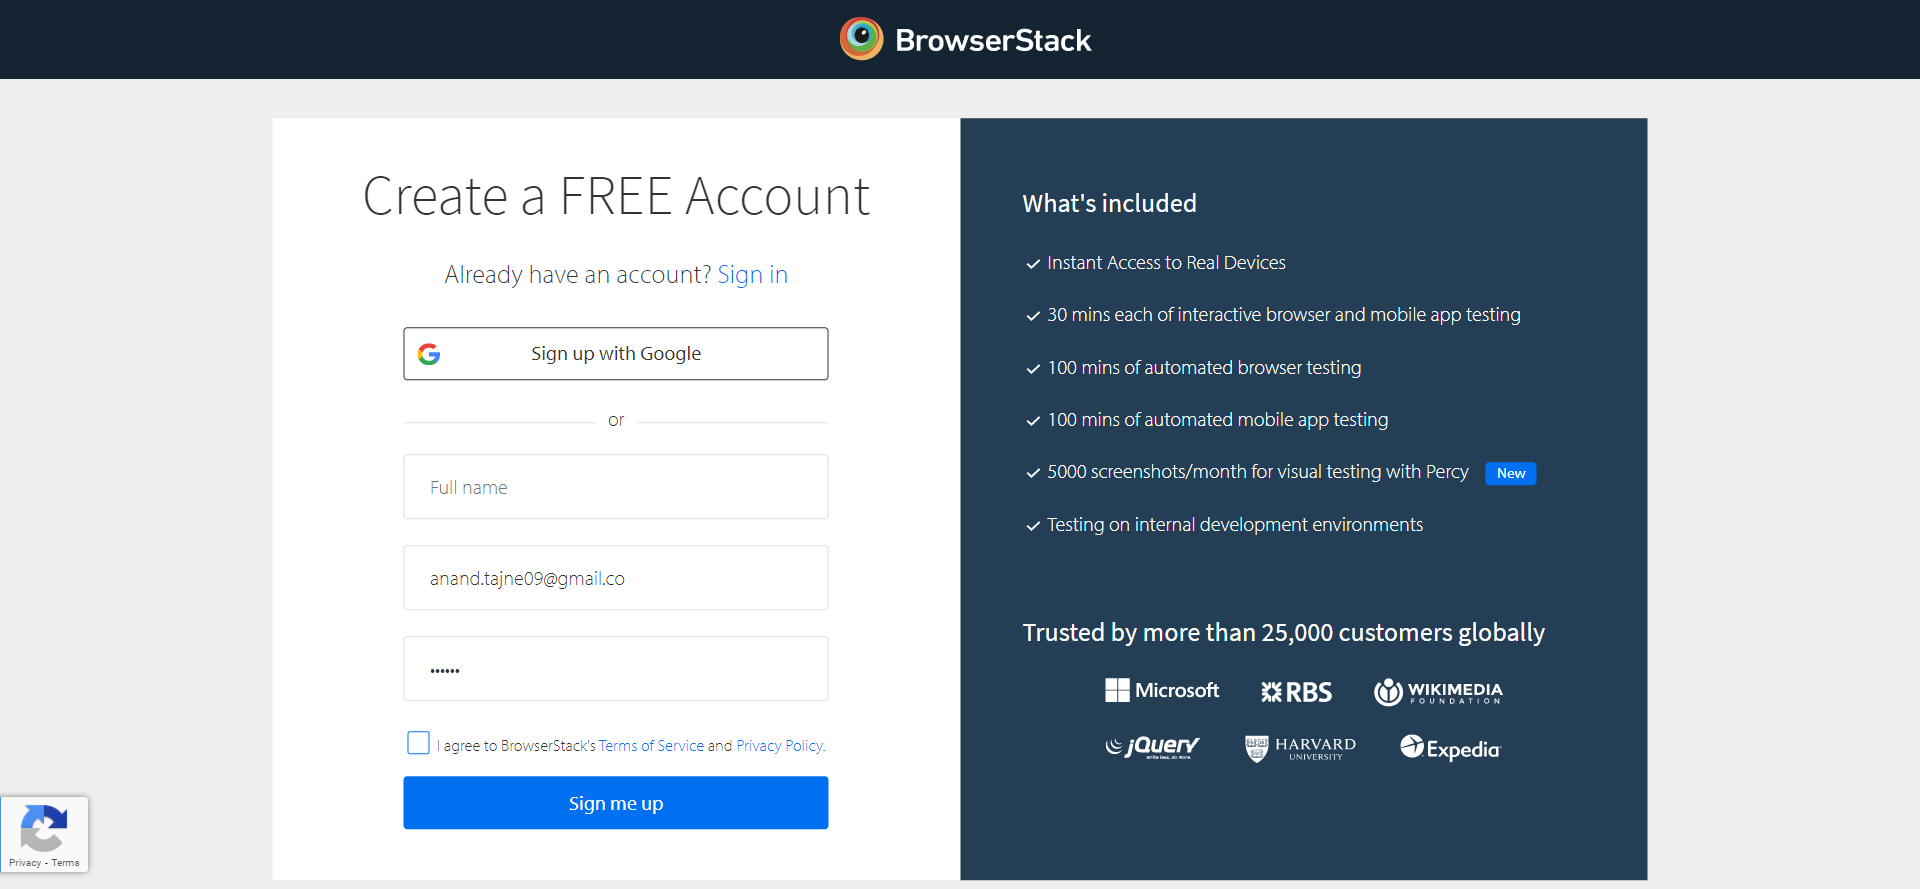 BrowserStack
Create a FREE Account
Already have an account? Sign in
Sign up with Google
or
Full name
anand.tajne09@gmail.co
••••••
I agree to BrowserStack's Terms of Service and Privacy Policy.
Sign me up
Privacy - Terms
What's included
Instant Access to Real Devices
30 mins each of interactive browser and mobile app testing
100 mins of automated browser testing
100 mins of automated mobile app testing
5000 screenshots/month for visual testing with Percy New
Testing on internal development environments
Trusted by more than 25,000 customers globally
Microsoft RBS WIKIMEDIA
FOUNDATION
jQuery HARVARD Expedia
write less, do more. UNIVERSITY